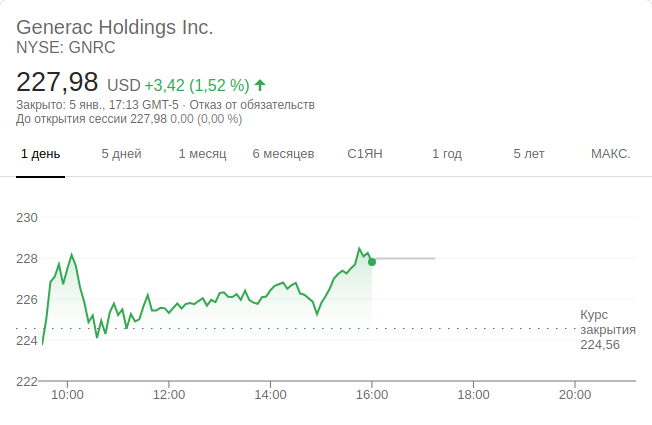 Generac Holdings Inc.
NYSE: GNRC
227,98 USD +3,42 (1,52 %)
Закрыто: 5 янв., 17:13 GMT-5 · Отказ от обязательств
До открытия сессии 227,98 0,00 (0,00 %)
1 день 5 дней 1 месяц 6 месяцев С1ЯН 1 год 5 лет МАКС.
230
228
226
Курс
закрытия
224,56
224
222
10:00 12:00 14:00 16:00 18:00 20:00